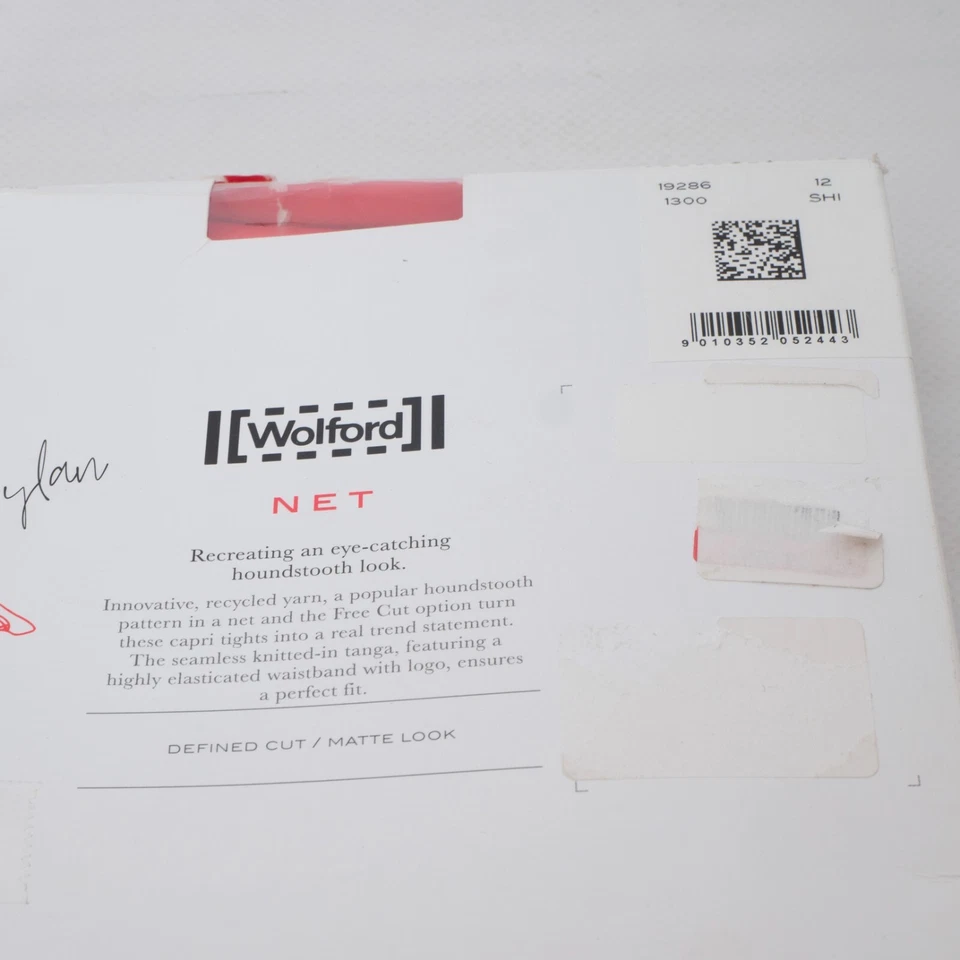 19286 12
1300 SHI
9 010352 052443
Wolford
ylan
NET
Recreating an eye-catching
houndstooth look.
Innovative, recycled yarn, a popular houndstooth
pattern in a net and the Free Cut option turn
these capri tights into a real trend statement.
The seamless knitted-in tanga, featuring a
highly elasticated waistband with logo, ensures
a perfect fit.
DEFINED CUT / MATTE LOOK